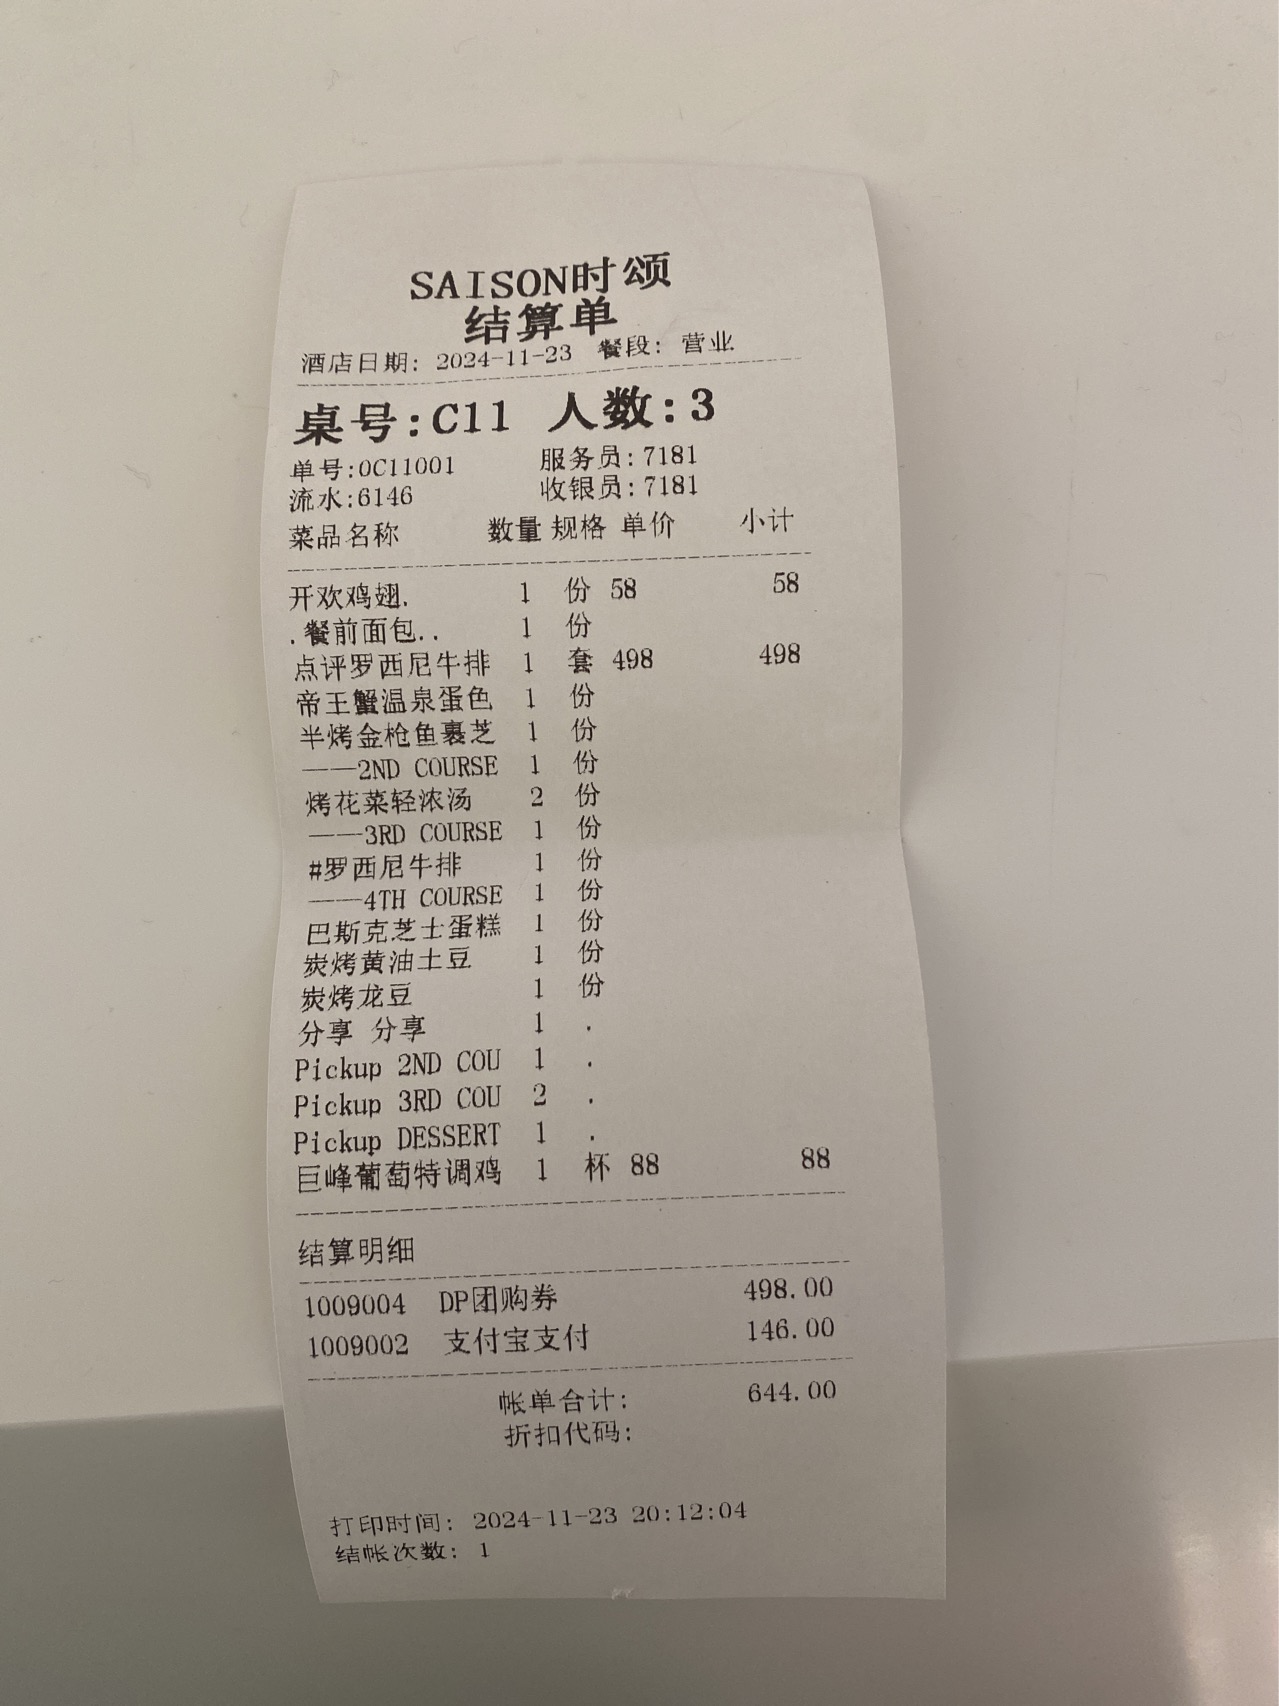 SAISON时颂
结算单
酒店日期: 2024-11-23 餐段: 营业
桌号:C11 人数:3
单号:0C11001 服务员:7181
流水:6146 收银员:7181
菜品名称 数量 规格 单价 小计
开欢鸡翅. 1 份 58 58
.餐前面包.. 1 份
点评罗西尼牛排 1 套 498 498
帝王蟹温泉蛋色 1 份
半烤金枪鱼裹芝 1 份
——2ND COURSE 1 份
烤花菜轻浓汤 2 份
——3RD COURSE 1 份
#罗西尼牛排 1 份
——4TH COURSE 1 份
巴斯克芝士蛋糕 1 份
炭烤黄油土豆 1 份
炭烤龙豆 1 份
分享 分享 1 .
Pickup 2ND COU 1 .
Pickup 3RD COU 2 .
Pickup DESSERT 1 .
巨峰葡萄特调鸡 1 杯 88 88
结算明细
1009004 DP团购券 498.00
1009002 支付宝支付 146.00
帐单合计: 644.00
折扣代码:
打印时间: 2024-11-23 20:12:04
结帐次数: 1